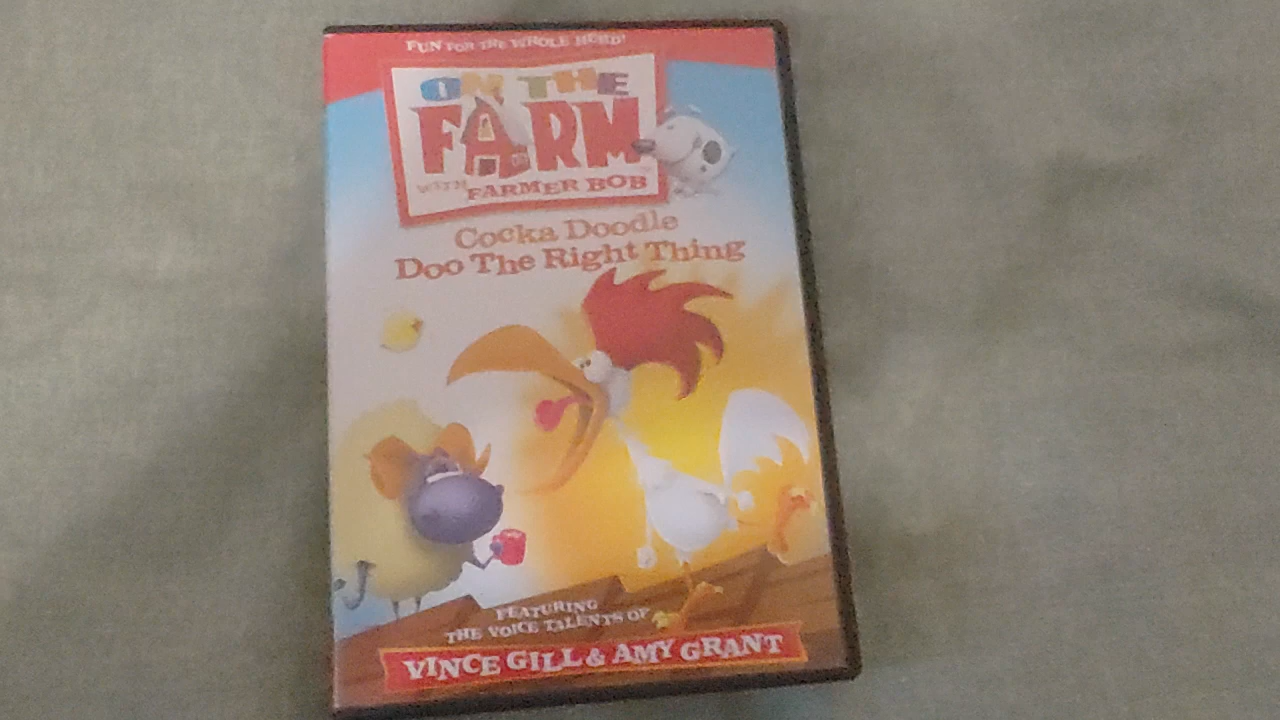 FUN FOR THE WHOLE HERD!
ON THE
FARM
WITH FARMER BOB
Cocka Doodle
Doo The Right Thing
FEATURING
THE VOICE TALENTS OF
VINCE GILL & AMY GRANT